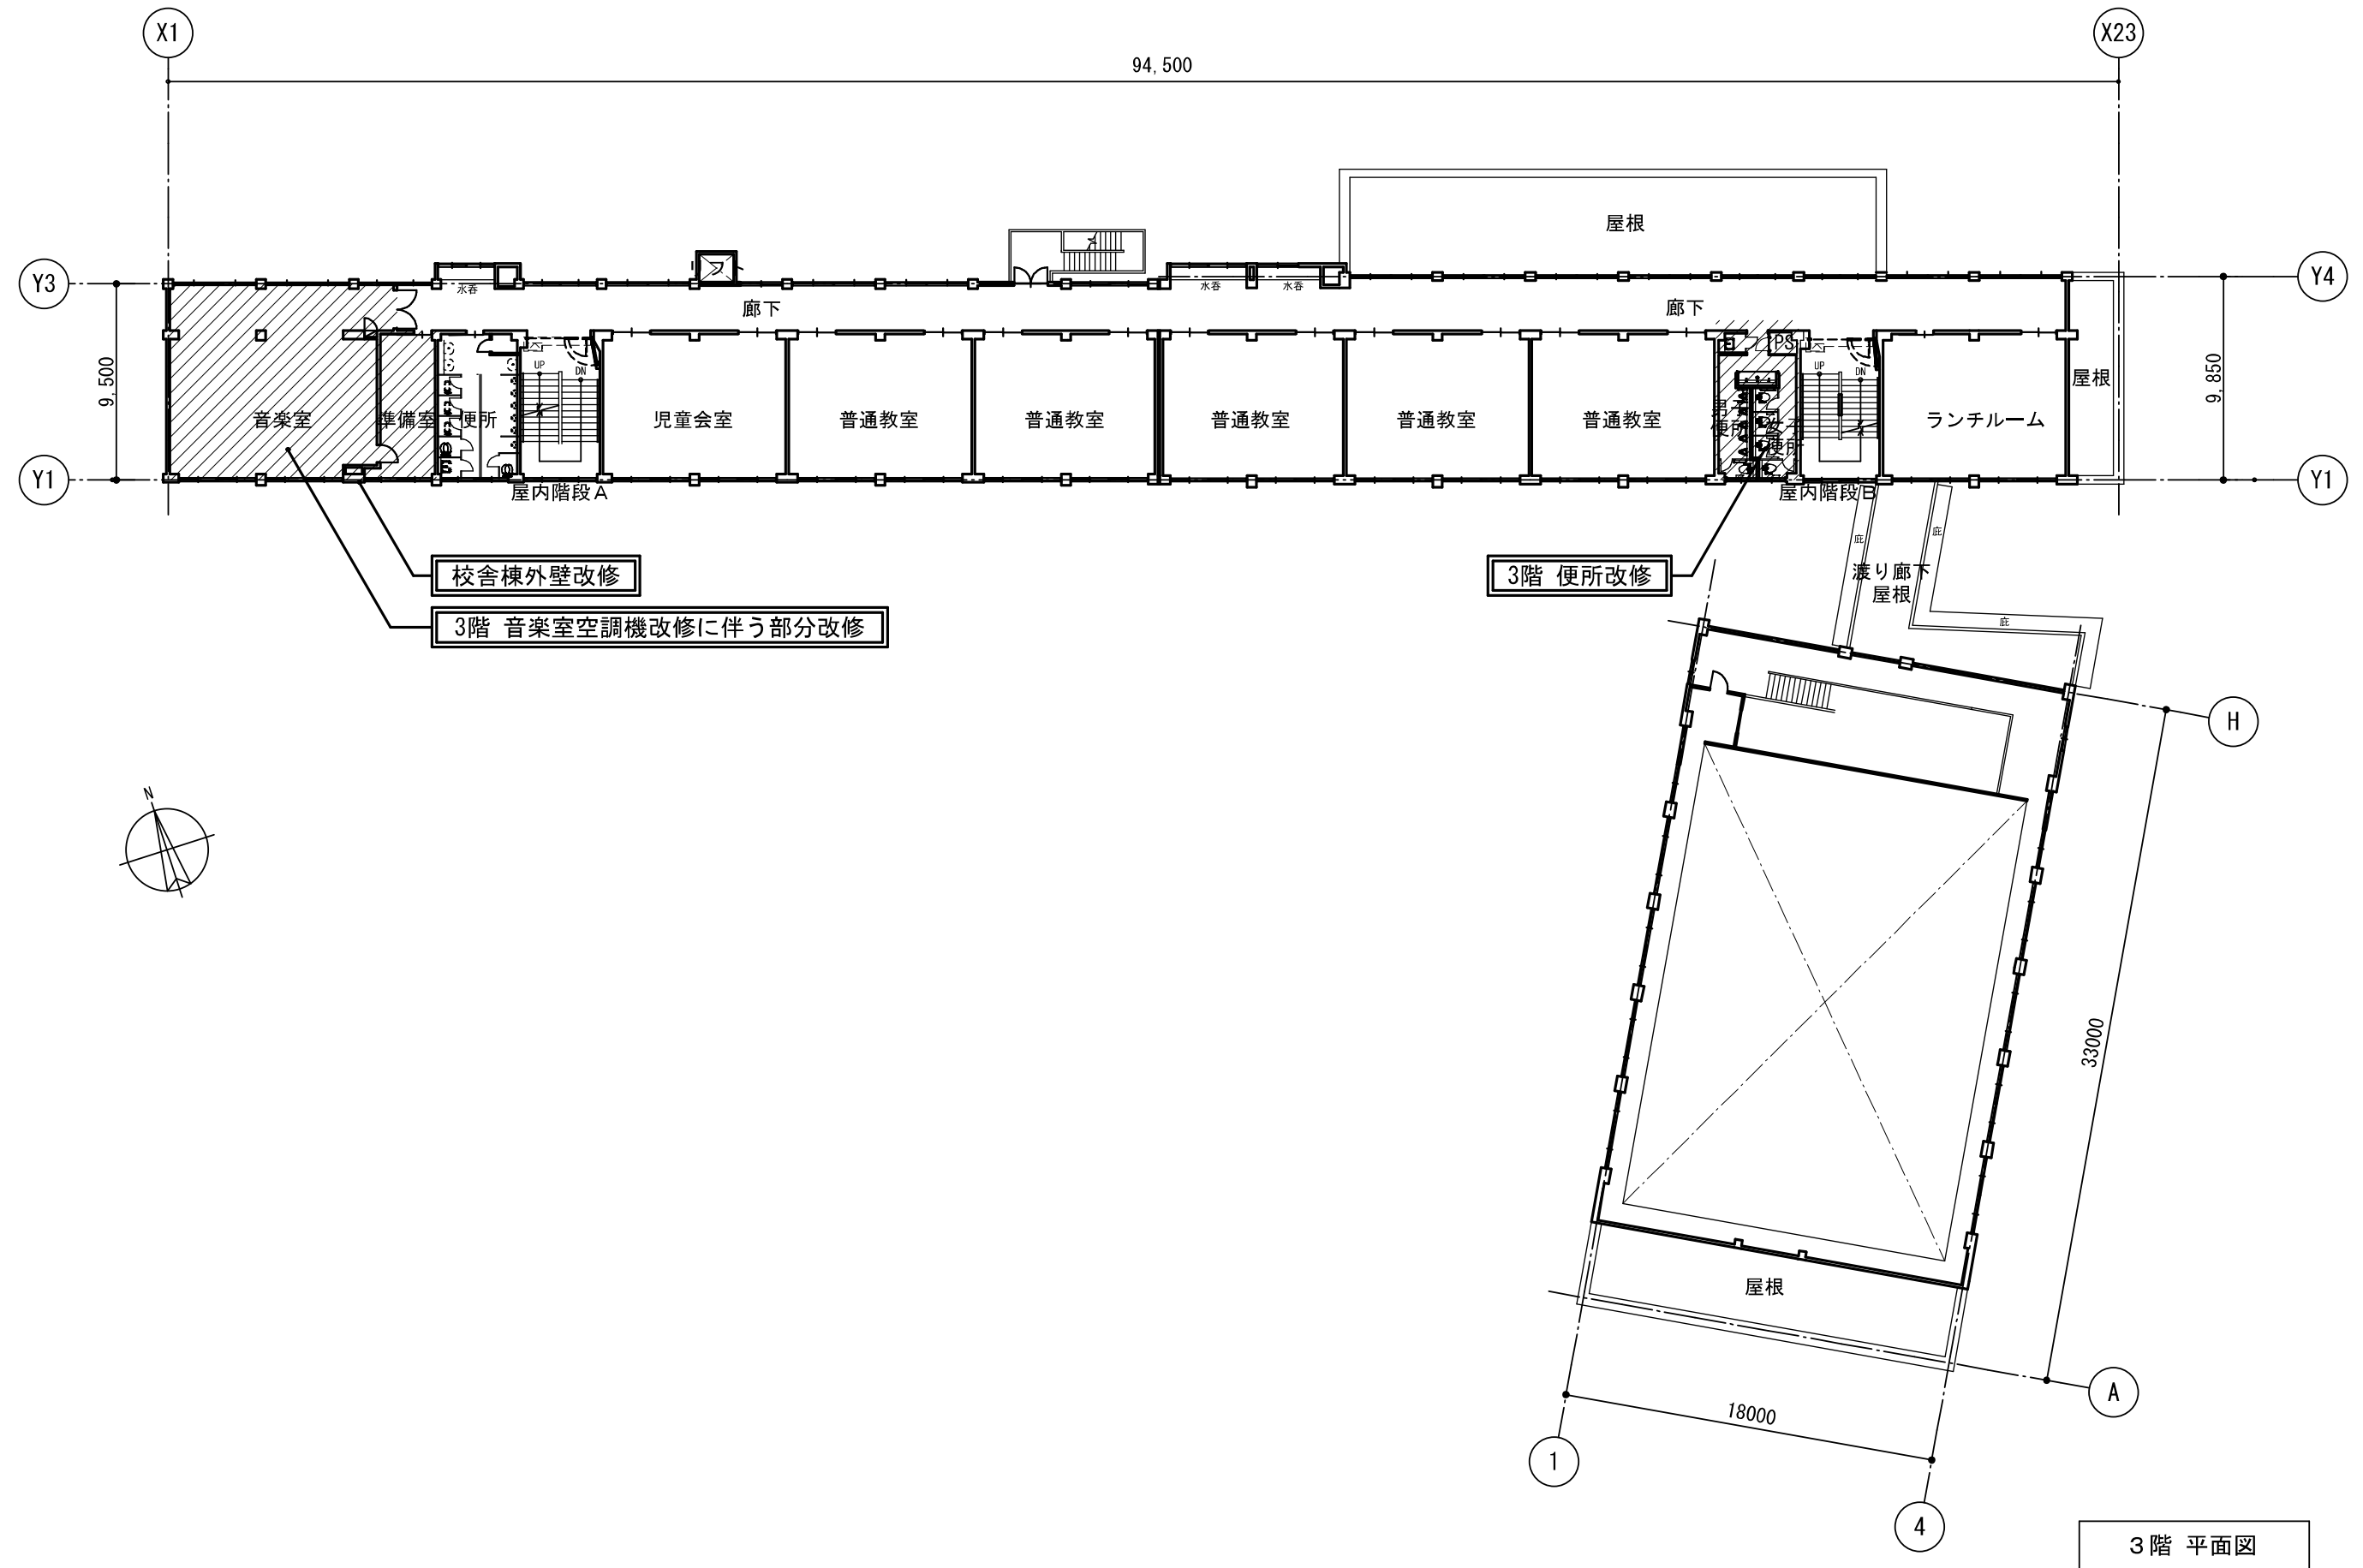 X1
X23
94,500
屋根
Y3
Y4
水呑
水呑
水呑
廊下
廊下
9,500
9,850
UP
DN
PS
UP
DN
屋根
音楽室
準備室
便所
児童会室
普通教室
普通教室
普通教室
普通教室
普通教室
男子
便所
便所
ランチルーム
Y1
Y1
屋内階段A
屋内階段B
庇
庇
校舎棟外壁改修
3階 便所改修
渡り廊下
屋根
3階 音楽室空調機改修に伴う部分改修
庇
H
N
33000
屋根
A
18000
1
4
3階 平面図